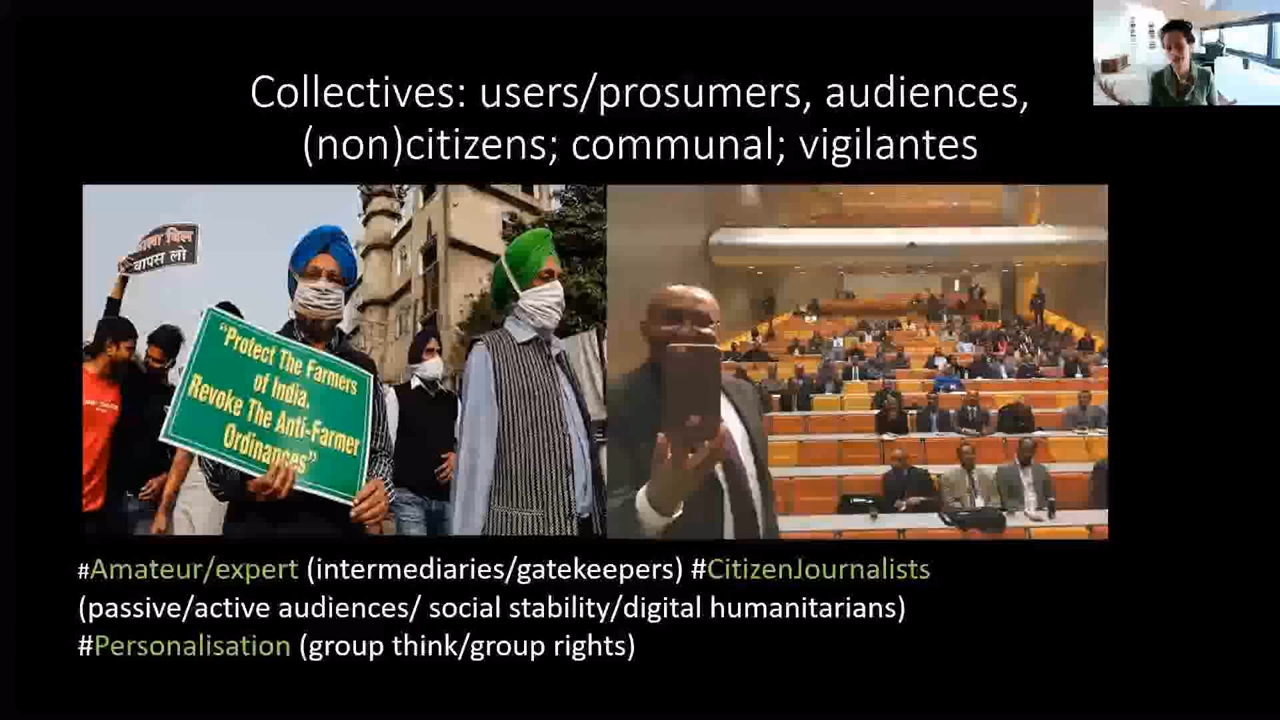 Collectives: users/prosumers, audiences,
(non)citizens; communal; vigilantes
बिल
वापस लो
"Protect The Farmers
of India,
Revoke The Anti-Farmer
Ordinances"
#Amateur/expert (intermediaries/gatekeepers) #CitizenJournalists
(passive/active audiences/ social stability/digital humanitarians)
#Personalisation (group think/group rights)